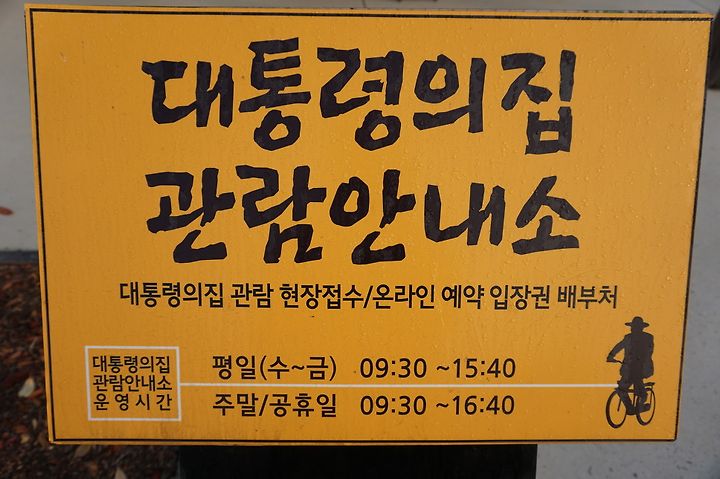 대통령의집
관람안내소
대통령의집 관람 현장접수/온라인 예약 입장권 배부처
대통령의집
관람안내소
운영시간
평일(수~금) 09:30 ~15:40
주말/공휴일 09:30 ~16:40